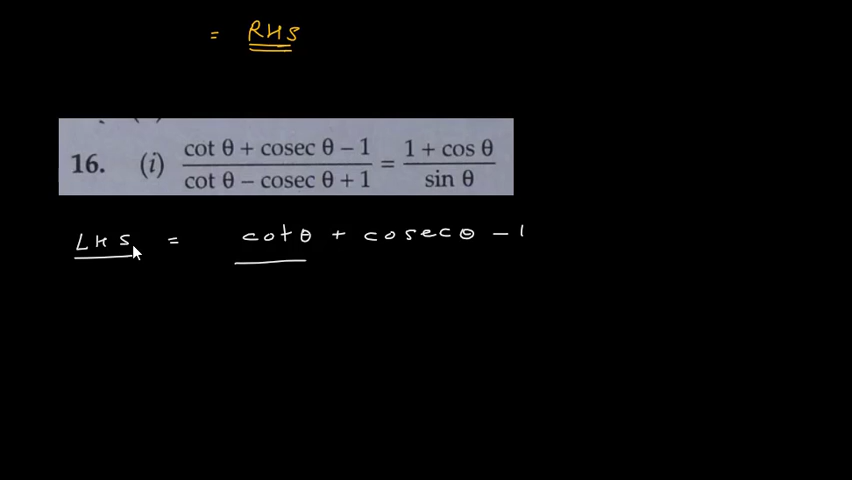 = RHS
16. (i) cot θ + cosec θ − 1 / cot θ − cosec θ + 1 = 1 + cos θ / sin θ
LHS = cotθ + cosecθ − 1